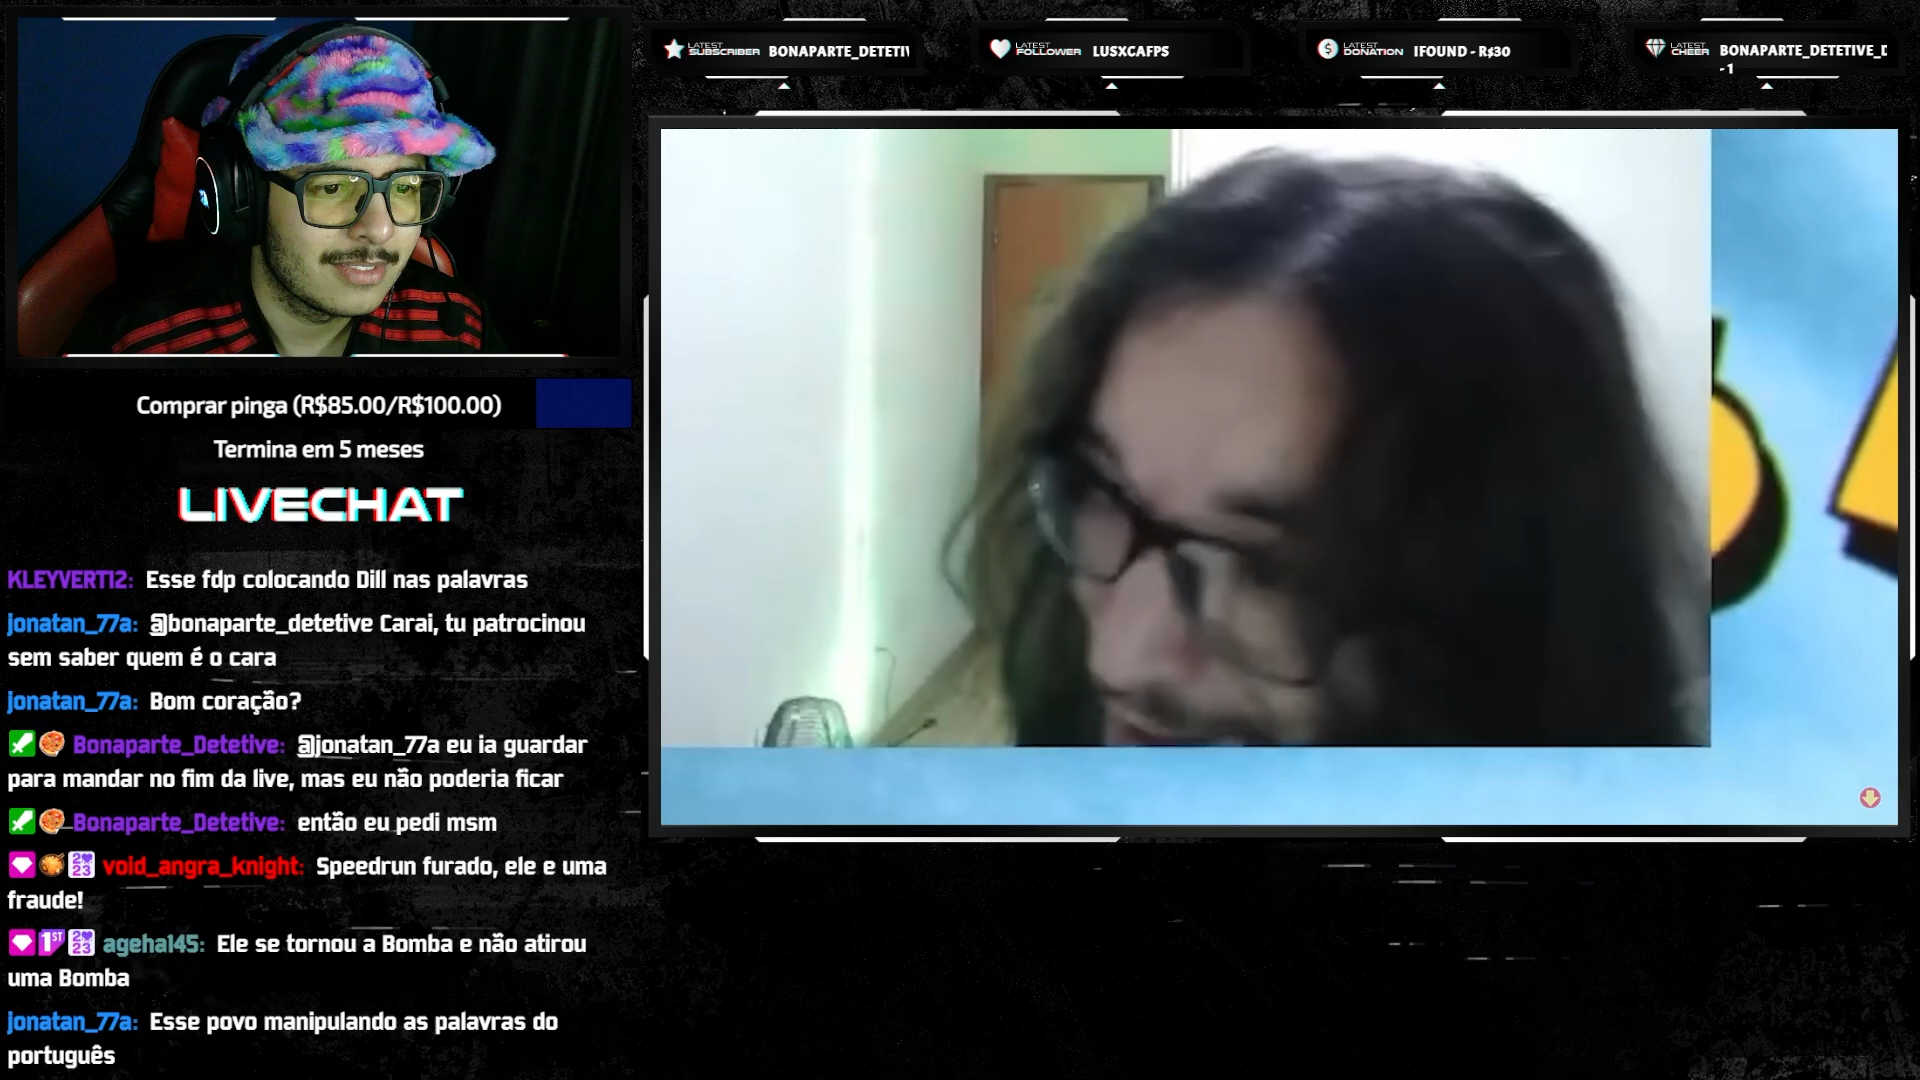 LATEST SUBSCRIBER BONAPARTE_DETETIV
LATEST FOLLOWER LUSXCAFPS
LATEST DONATION IFOUND - R$30
LATEST CHEER BONAPARTE_DETETIVE_D
- 1
Comprar pinga (R$85.00/R$100.00)
Termina em 5 meses
LIVECHAT
KLEYVERT12: Esse fdp colocando Dill nas palavras
jonatan_77a: @bonaparte_detetive Carai, tu patrocinou
sem saber quem é o cara
jonatan_77a: Bom coração?
Bonaparte_Detetive: @jonatan_77a eu ia guardar
para mandar no fim da live, mas eu não poderia ficar
Bonaparte_Detetive: então eu pedi msm
2023 void_angra_knight: Speedrun furado, ele e uma
fraude!
1ST 2023 ageha145: Ele se tornou a Bomba e não atirou
uma Bomba
jonatan_77a: Esse povo manipulando as palavras do
português